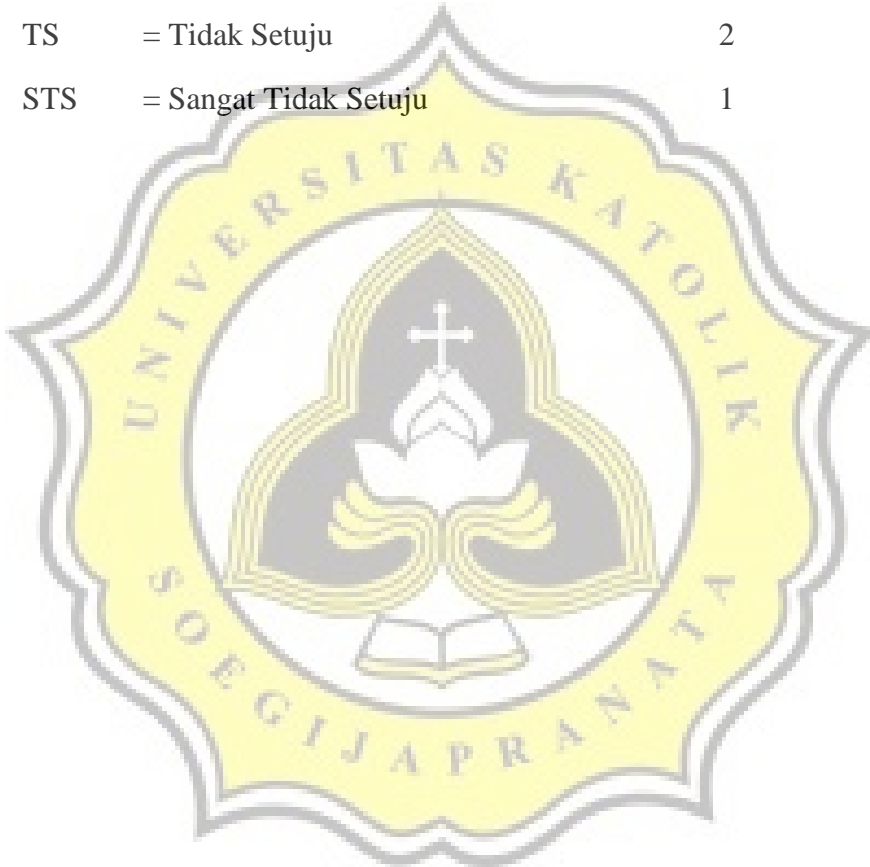 TS = Tidak Setuju 2
STS = Sangat Tidak Setuju 1
UNIVERSITAS KATOLIK
SOEGIJAPRANATA